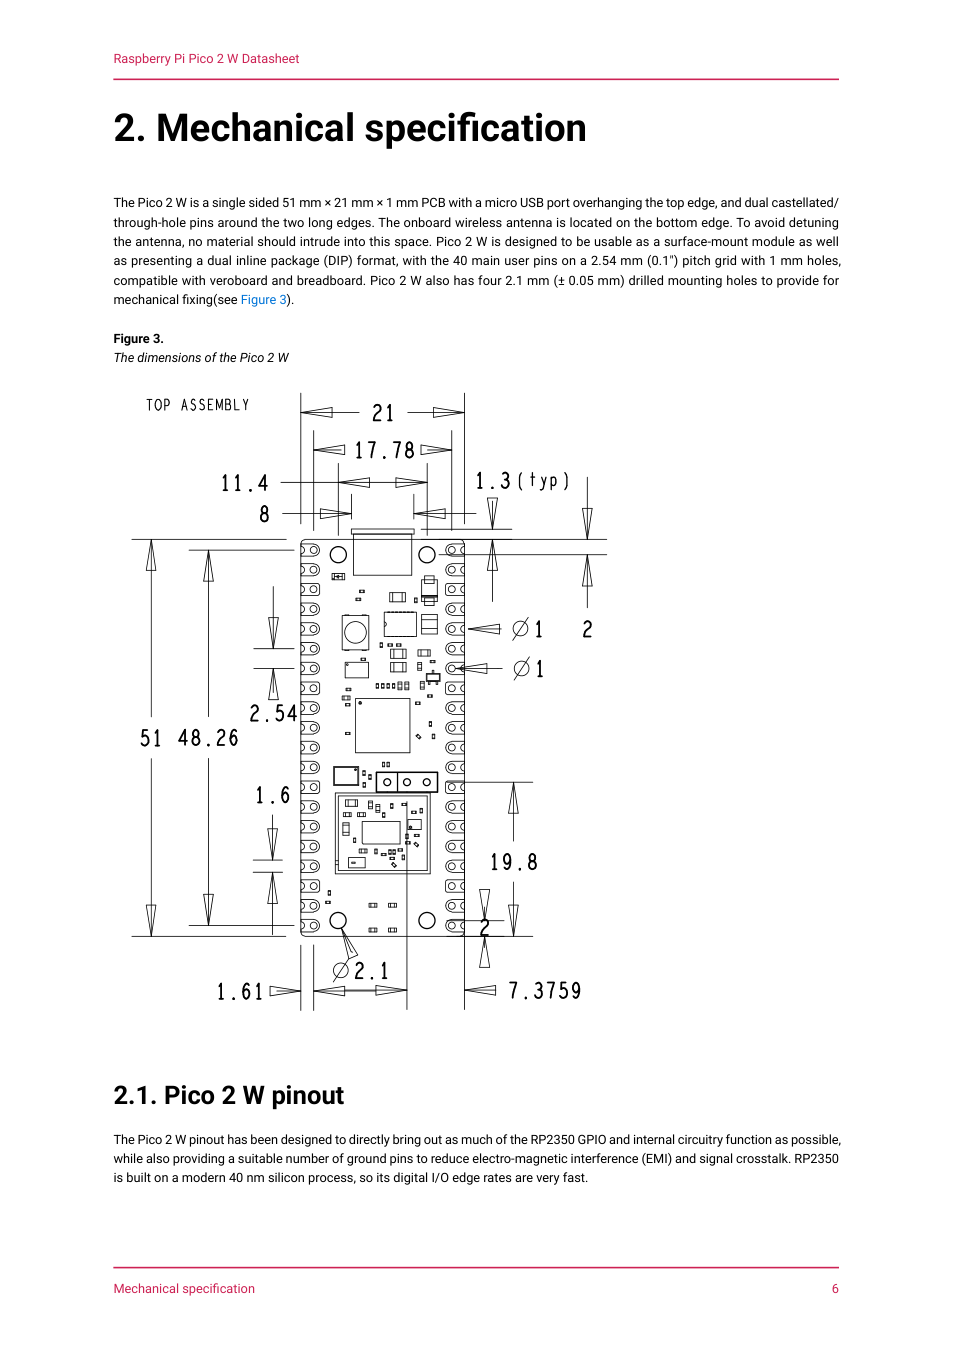 Raspberry Pi Pico 2 W Datasheet
2. Mechanical specification
The Pico 2 W is a single sided 51 mm × 21 mm × 1 mm PCB with a micro USB port overhanging the top edge, and dual castellated/
through-hole pins around the two long edges. The onboard wireless antenna is located on the bottom edge. To avoid detuning
the antenna, no material should intrude into this space. Pico 2 W is designed to be usable as a surface-mount module as well
as presenting a dual inline package (DIP) format, with the 40 main user pins on a 2.54 mm (0.1") pitch grid with 1 mm holes,
compatible with veroboard and breadboard. Pico 2 W also has four 2.1 mm (± 0.05 mm) drilled mounting holes to provide for
mechanical fixing(see Figure 3).
Figure 3.
The dimensions of the Pico 2 W
TOP ASSEMBLY
21
17.78
11.4
1.3(typ)
8
⌀1
2
⌀1
2.54
51
48.26
1.6
19.8
2
⌀2.1
1.61
7.3759
2.1. Pico 2 W pinout
The Pico 2 W pinout has been designed to directly bring out as much of the RP2350 GPIO and internal circuitry function as possible,
while also providing a suitable number of ground pins to reduce electro-magnetic interference (EMI) and signal crosstalk. RP2350
is built on a modern 40 nm silicon process, so its digital I/O edge rates are very fast.
Mechanical specification
6